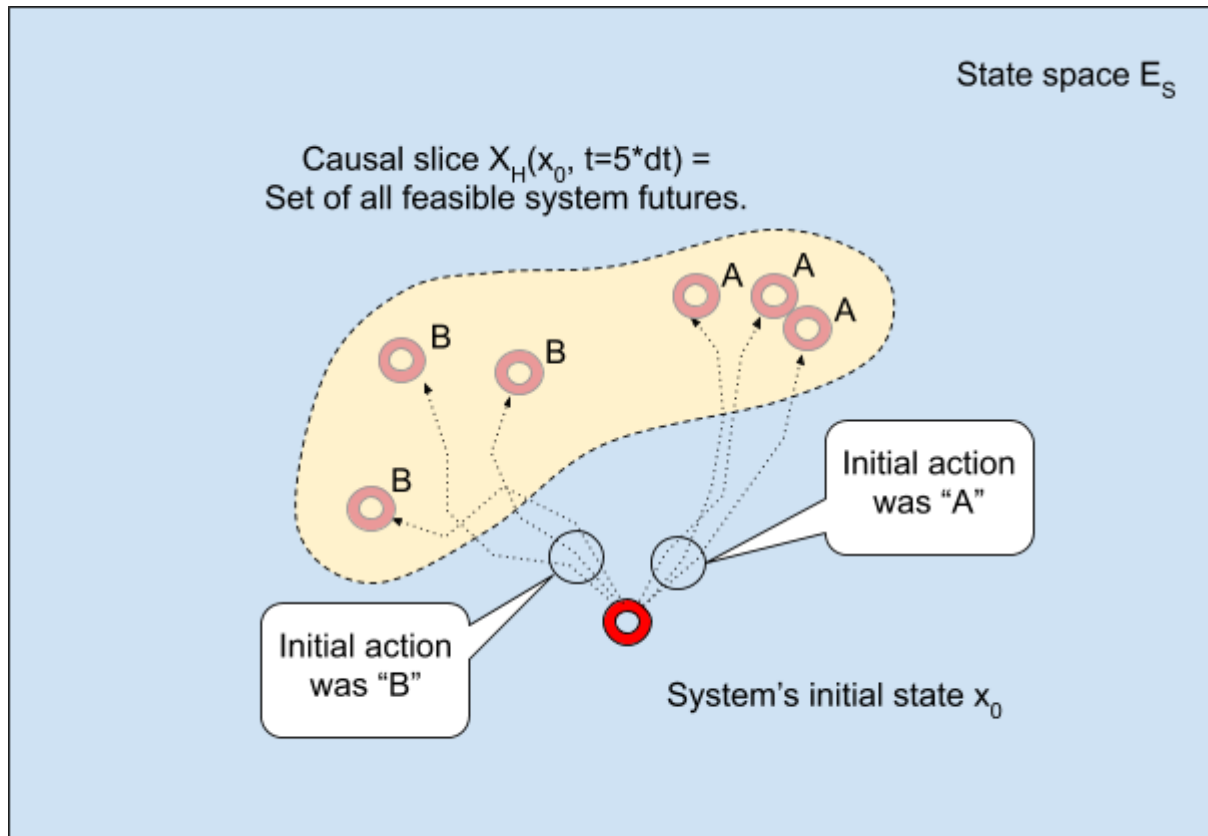 State space E_S
Causal slice X_H(x_0, t=5*dt) =
Set of all feasible system futures.
A
A
A
B
B
B
Initial action
was “A”
Initial action
was “B”
System’s initial state x_0